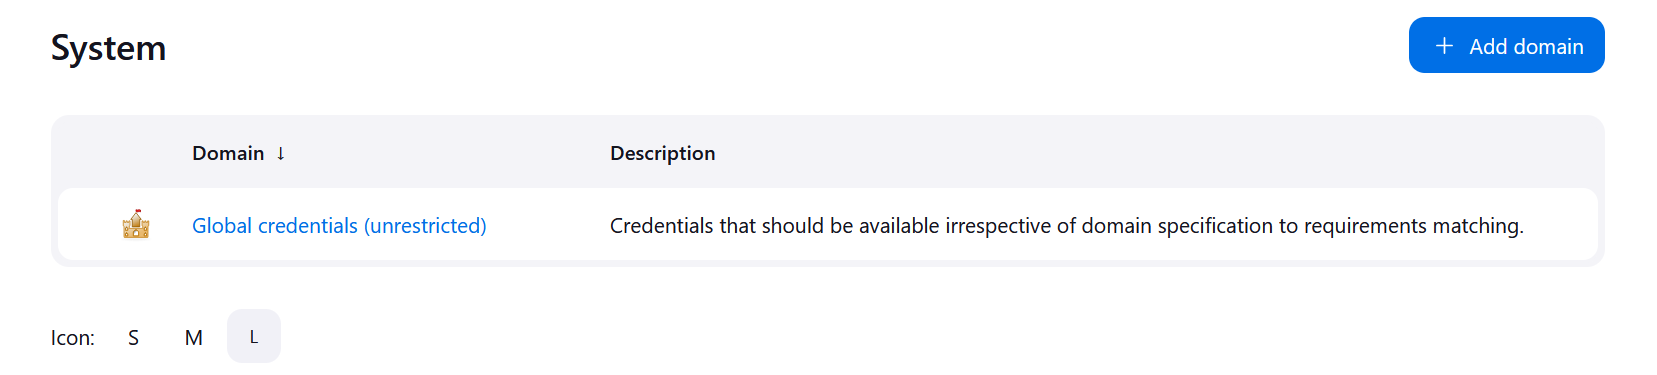 System
+ Add domain
Domain ↓ Description
Global credentials (unrestricted) Credentials that should be available irrespective of domain specification to requirements matching.
Icon: S M L